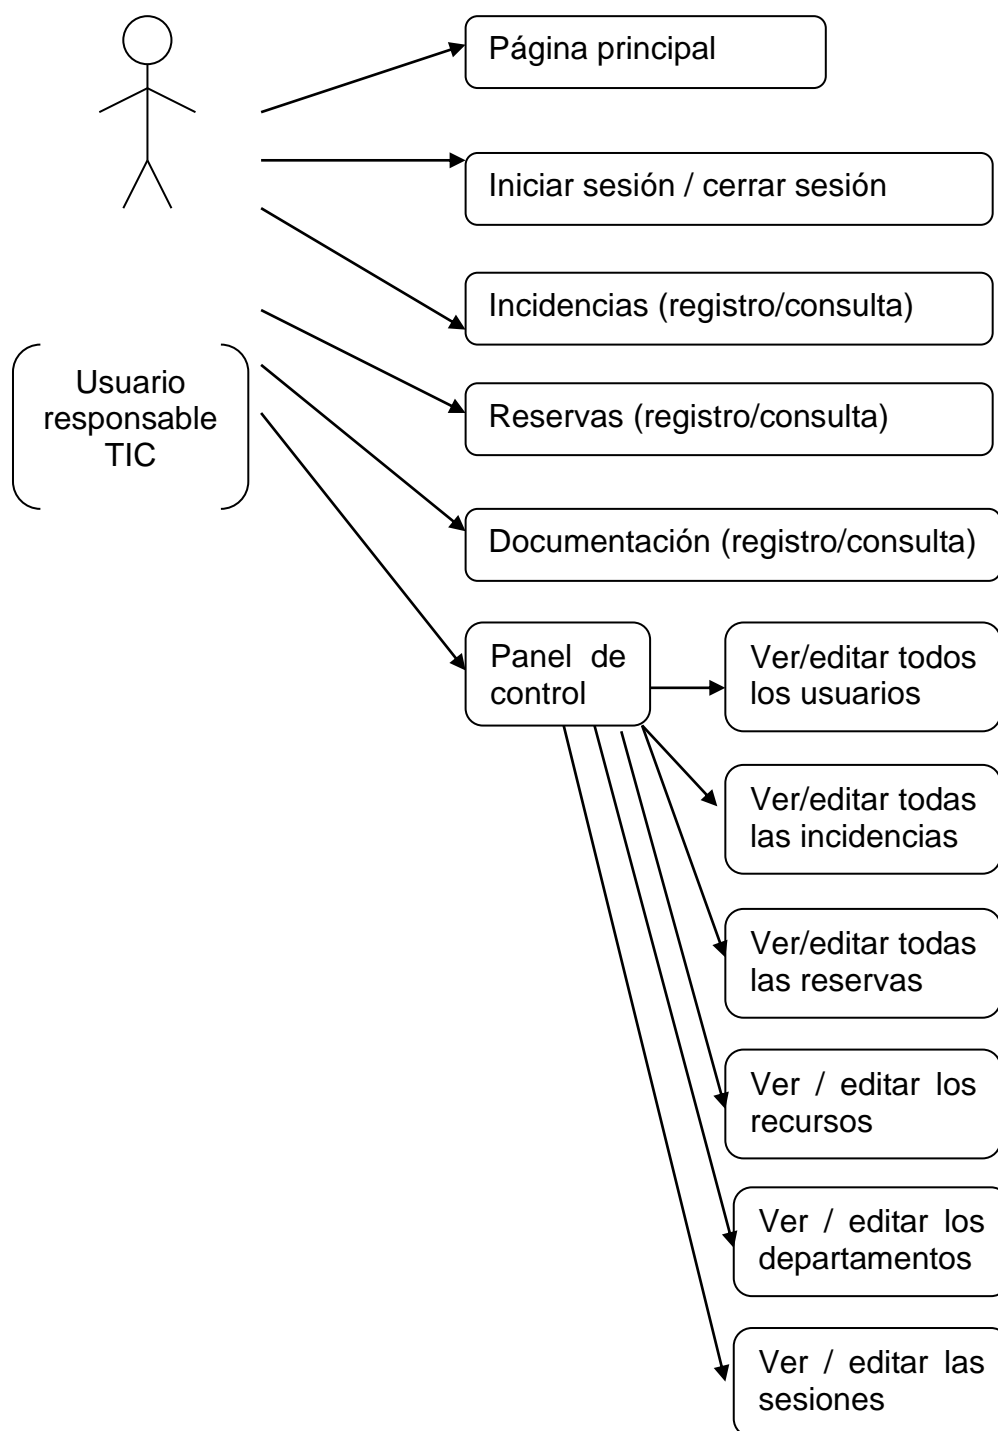 Página principal
Iniciar sesión / cerrar sesión
Incidencias (registro/consulta)
Usuario
responsable
TIC
Reservas (registro/consulta)
Documentación (registro/consulta)
Panel de
control
Ver/editar todos
los usuarios
Ver/editar todas
las incidencias
Ver/editar todas
las reservas
Ver / editar los
recursos
Ver / editar los
departamentos
Ver / editar las
sesiones